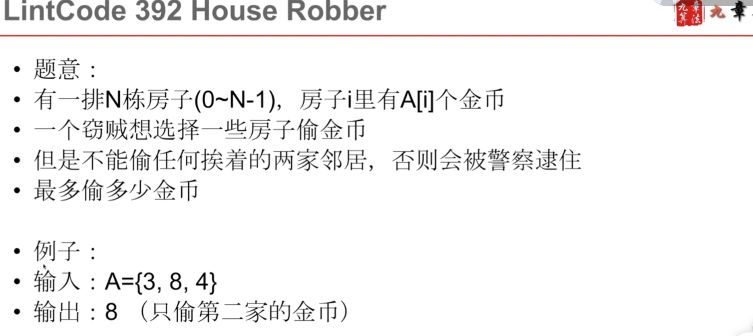 LintCode 392 House Robber
九章算法 九章
• 题意：
• 有一排N栋房子(0~N-1)，房子i里有A[i]个金币
• 一个窃贼想选择一些房子偷金币
• 但是不能偷任何挨着的两家邻居，否则会被警察逮住
• 最多偷多少金币
• 例子：
• 输入：A={3, 8, 4}
• 输出：8 （只偷第二家的金币）